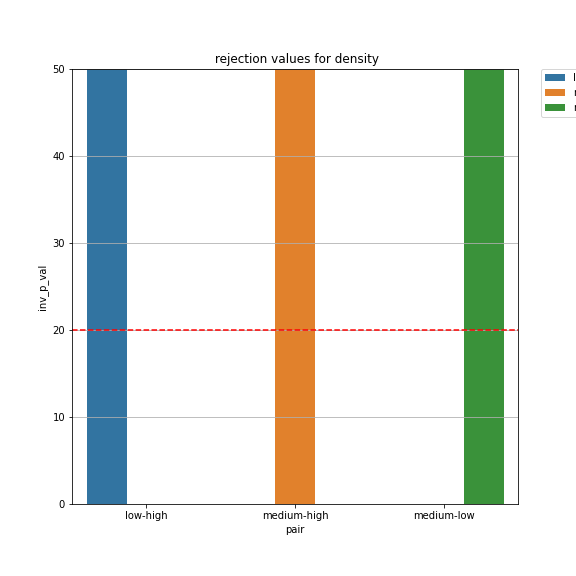 rejection values for density
50
40
30
20
10
0
inv_p_val
low-high
medium-high
medium-low
pair